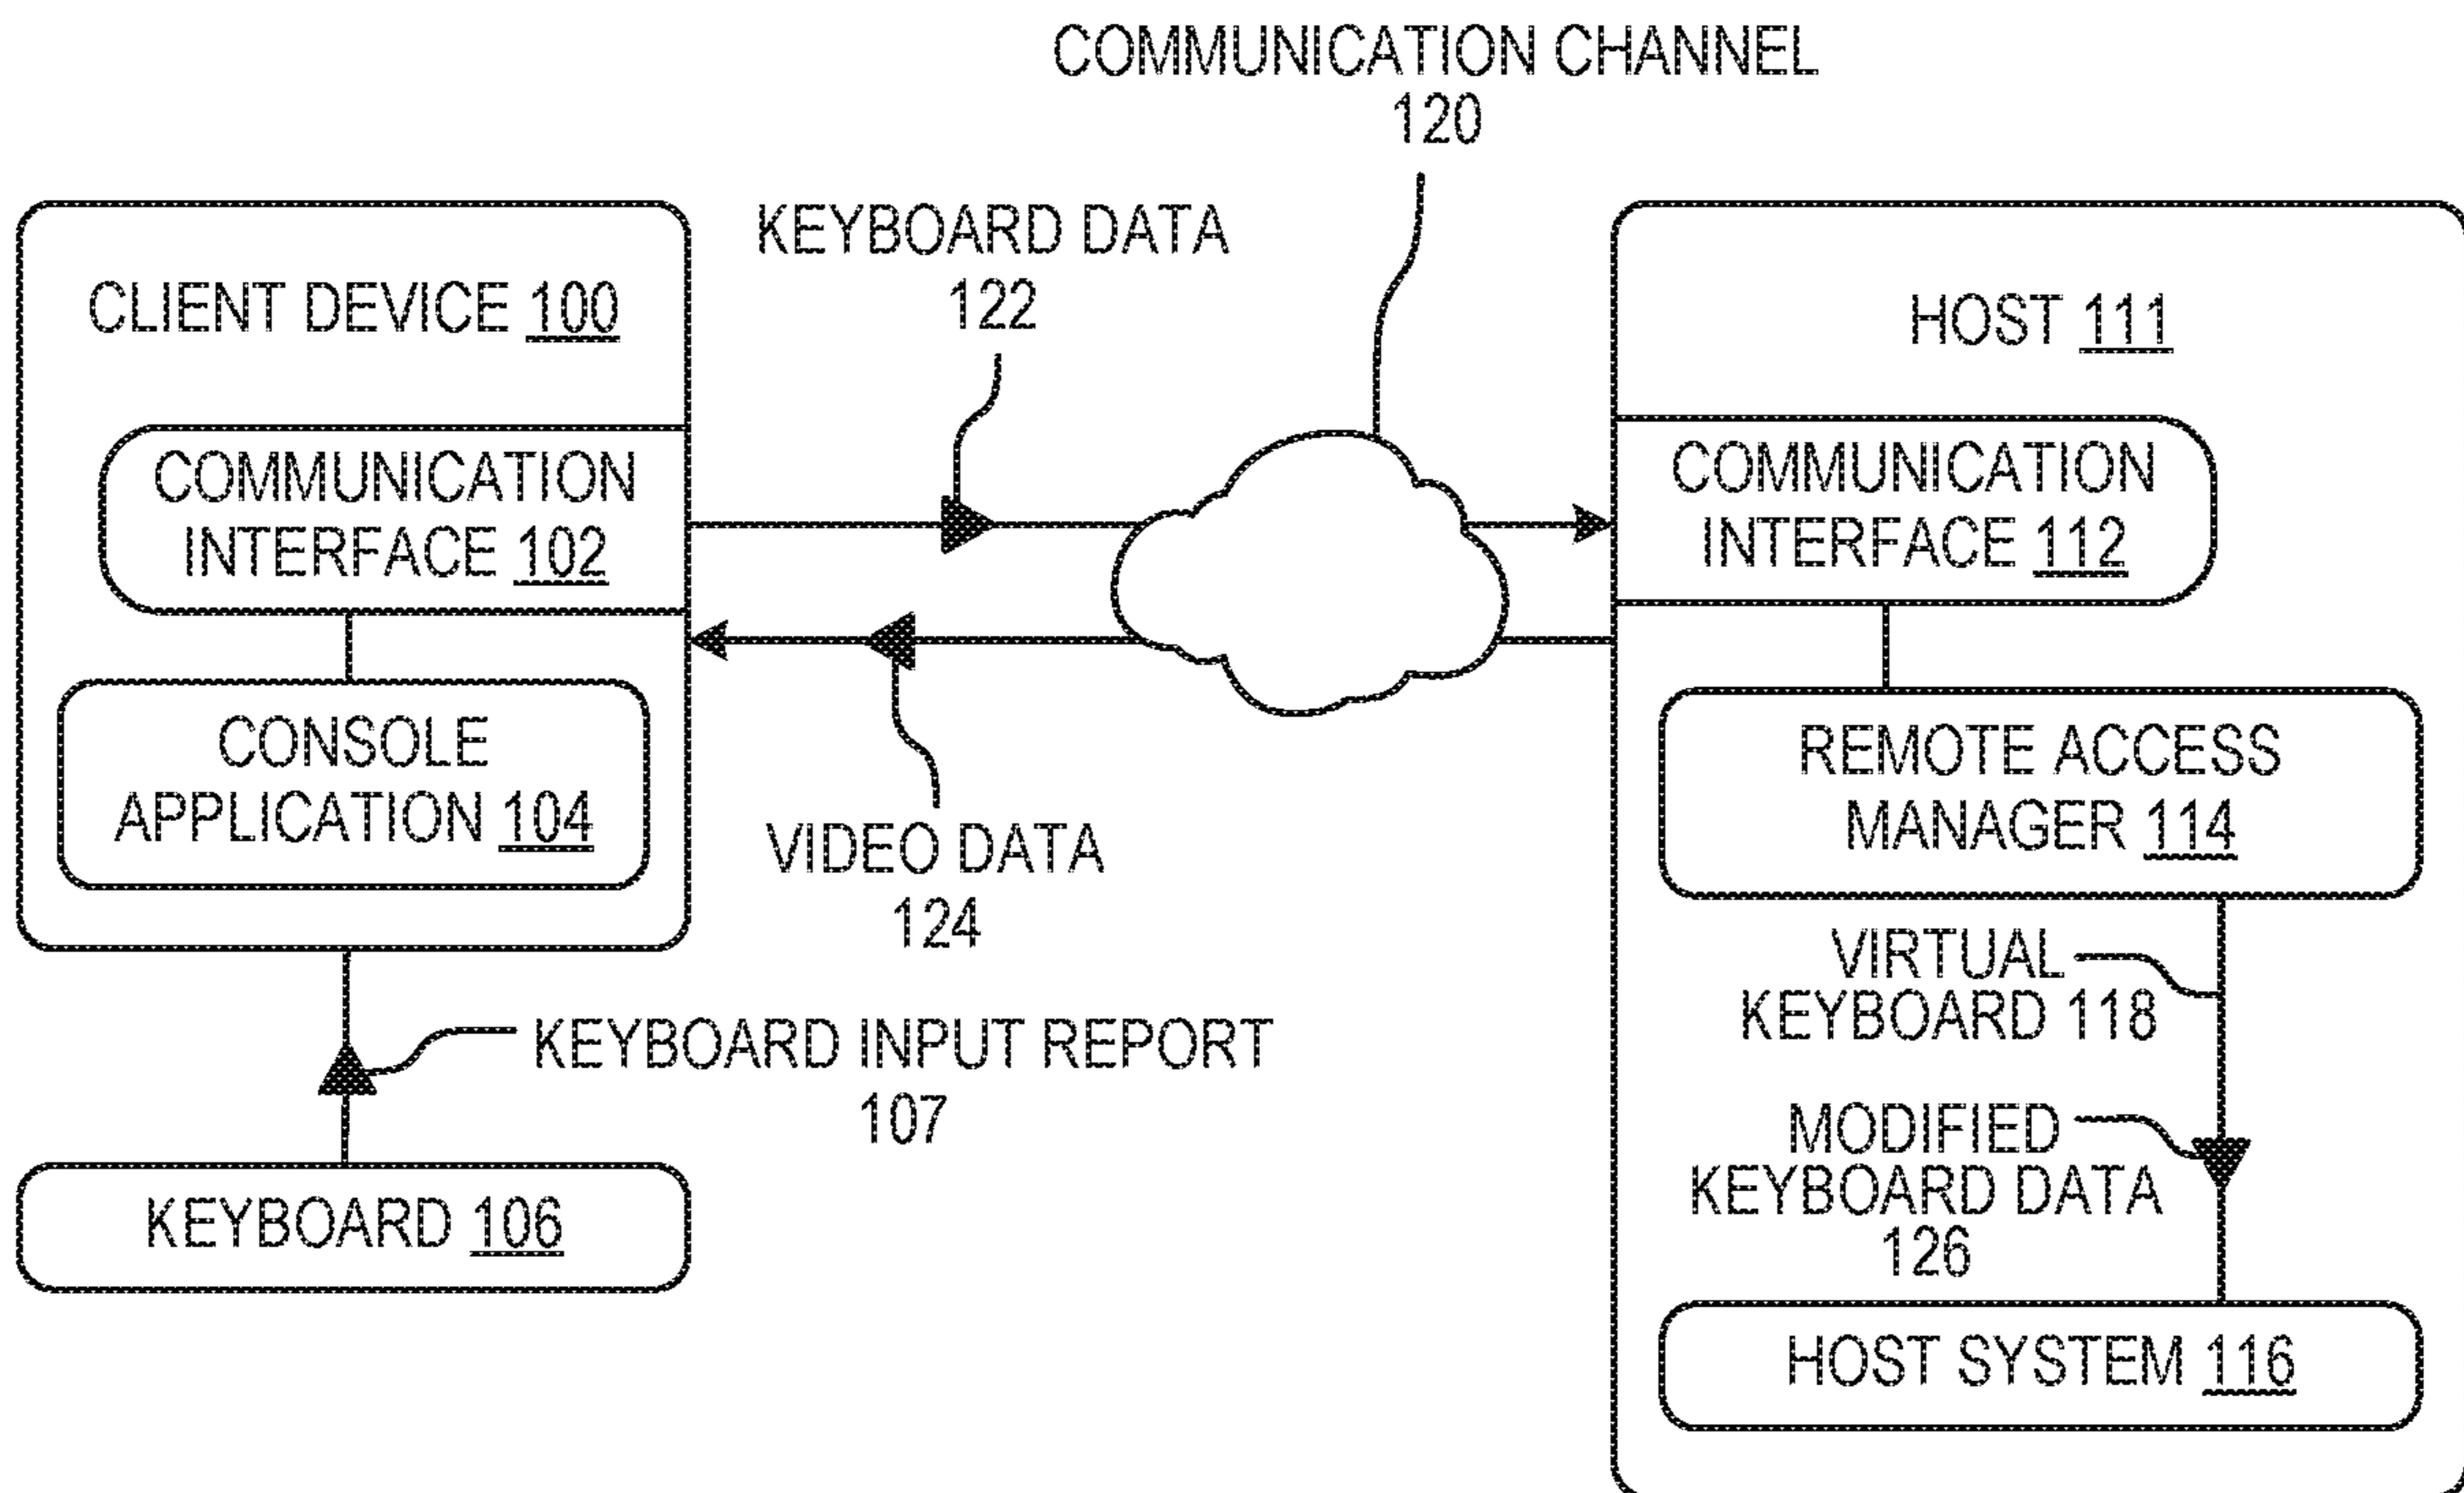 COMMUNICATION CHANNEL
120
KEYBOARD DATA
122
CLIENT DEVICE 100
HOST 111
COMMUNICATION
INTERFACE 102
COMMUNICATION
INTERFACE 112
CONSOLE
APPLICATION 104
REMOTE ACCESS
MANAGER 114
VIDEO DATA
124
VIRTUAL
KEYBOARD 118
KEYBOARD INPUT REPORT
107
MODIFIED
KEYBOARD DATA
126
KEYBOARD 106
HOST SYSTEM 116